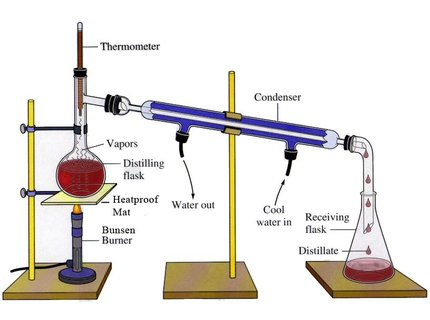 Thermometer
Condenser
Vapors
Distilling
flask
Heatproof
Mat
Water out
Cool
water in
Receiving
flask
Bunsen
Burner
Distillate